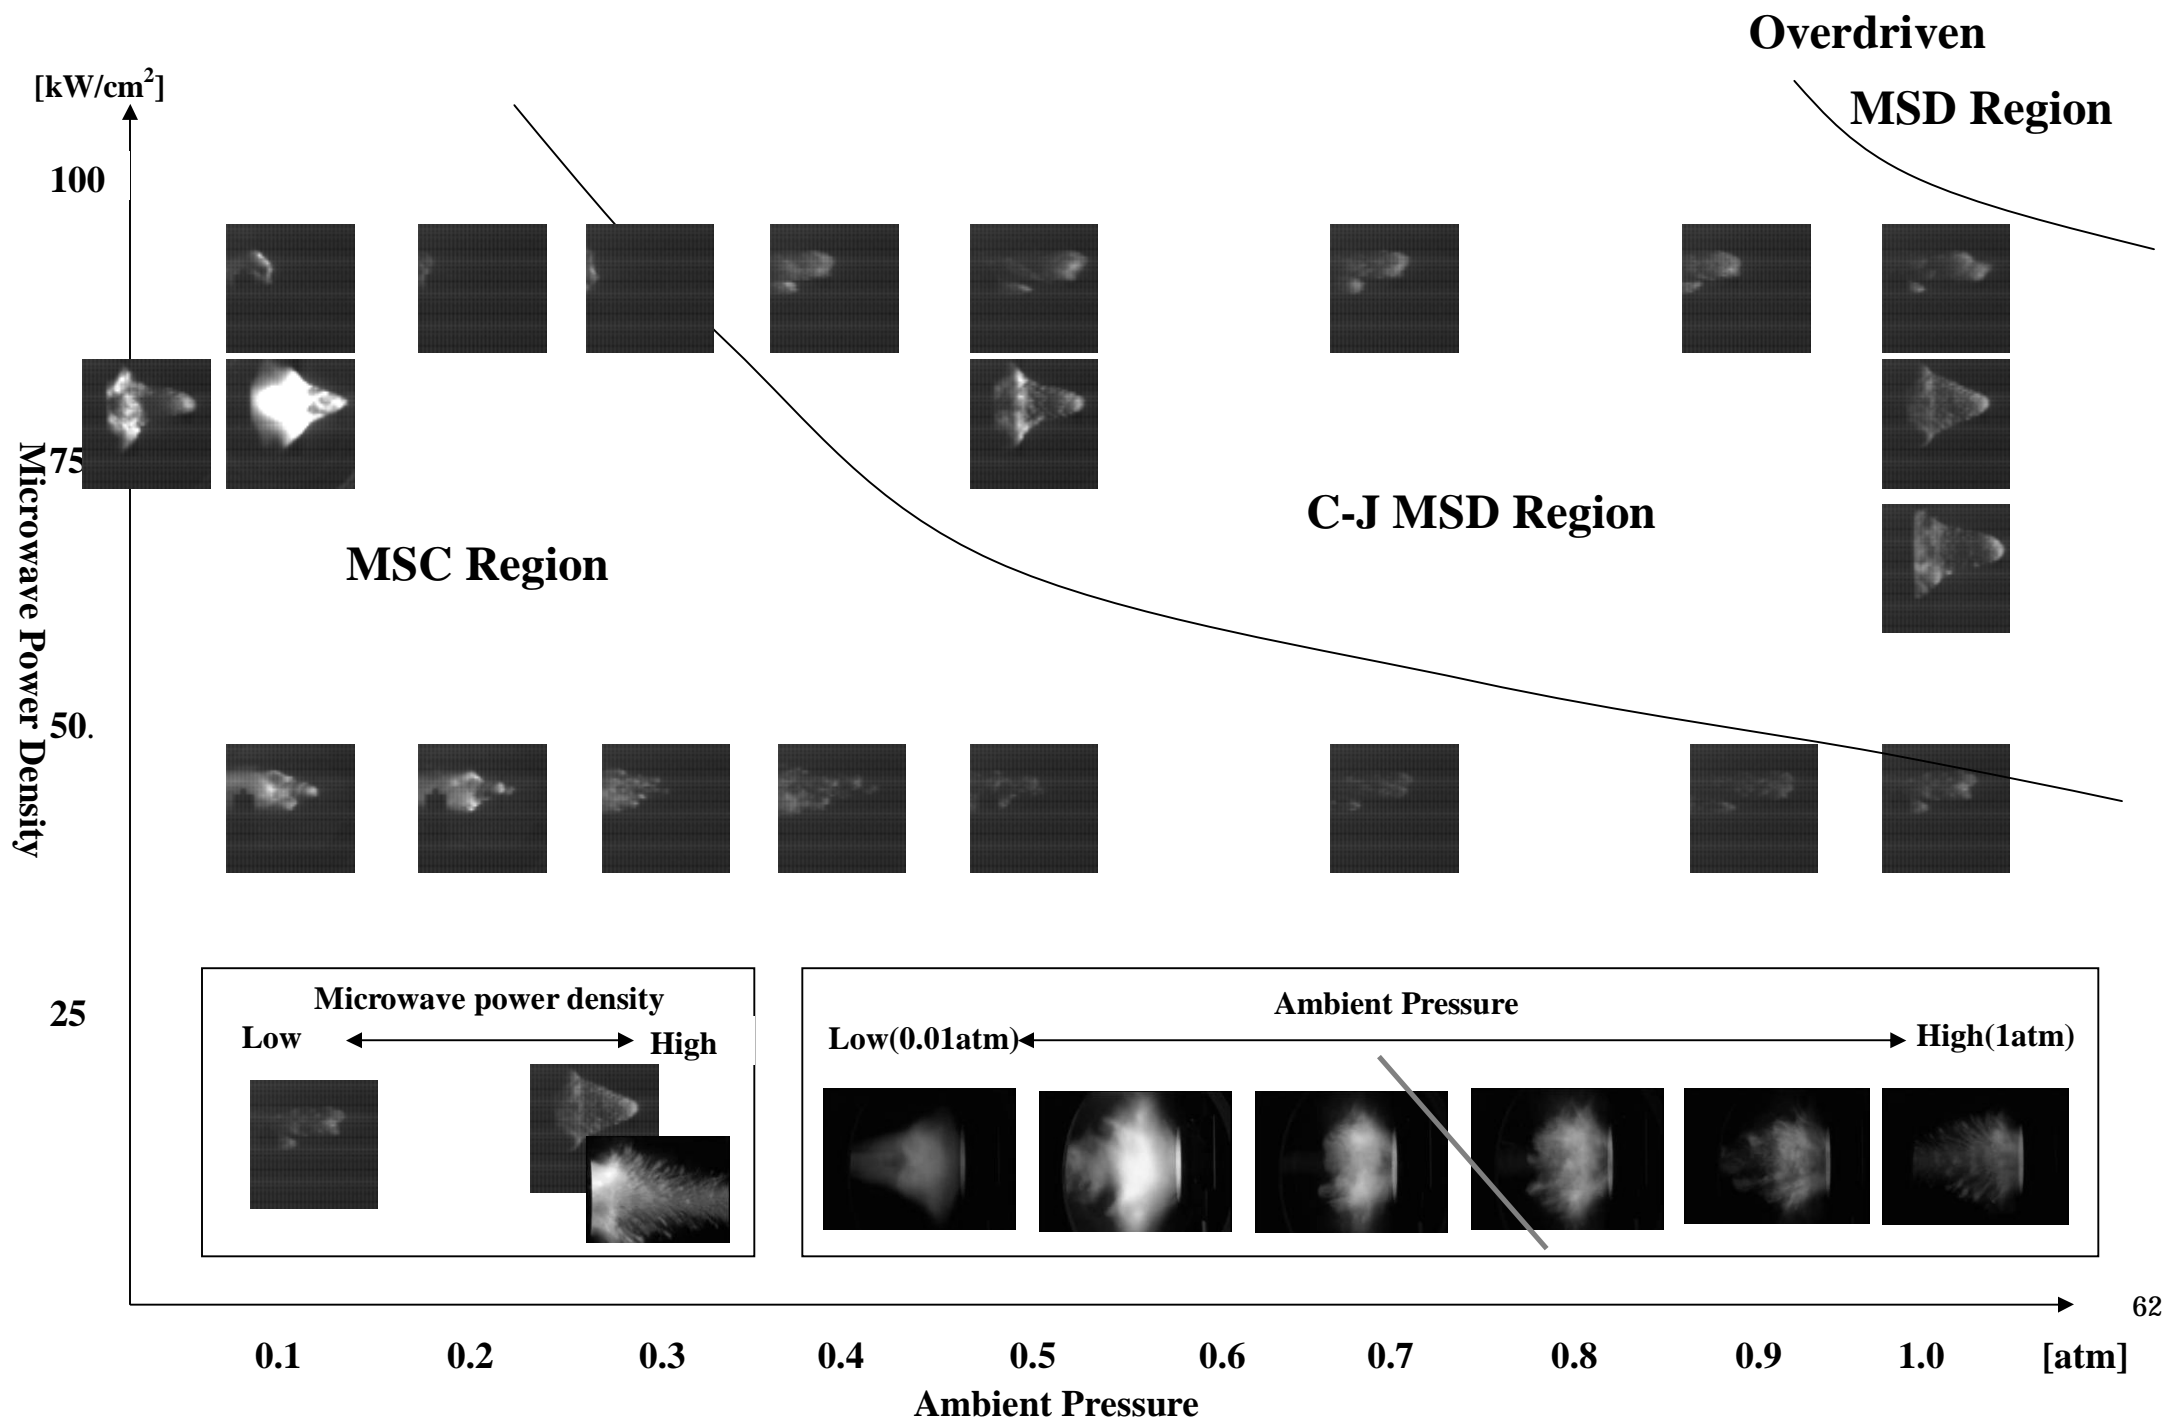 Overdriven
MSD Region
[kW/cm2]
100
75
50.
25
Microwave Power Density
MSC Region
C-J MSD Region
Microwave power density
Low
High
Ambient Pressure
Low(0.01atm)
High(1atm)
0.1
0.2
0.3
0.4
0.5
0.6
0.7
0.8
0.9
1.0
[atm]
Ambient Pressure
62